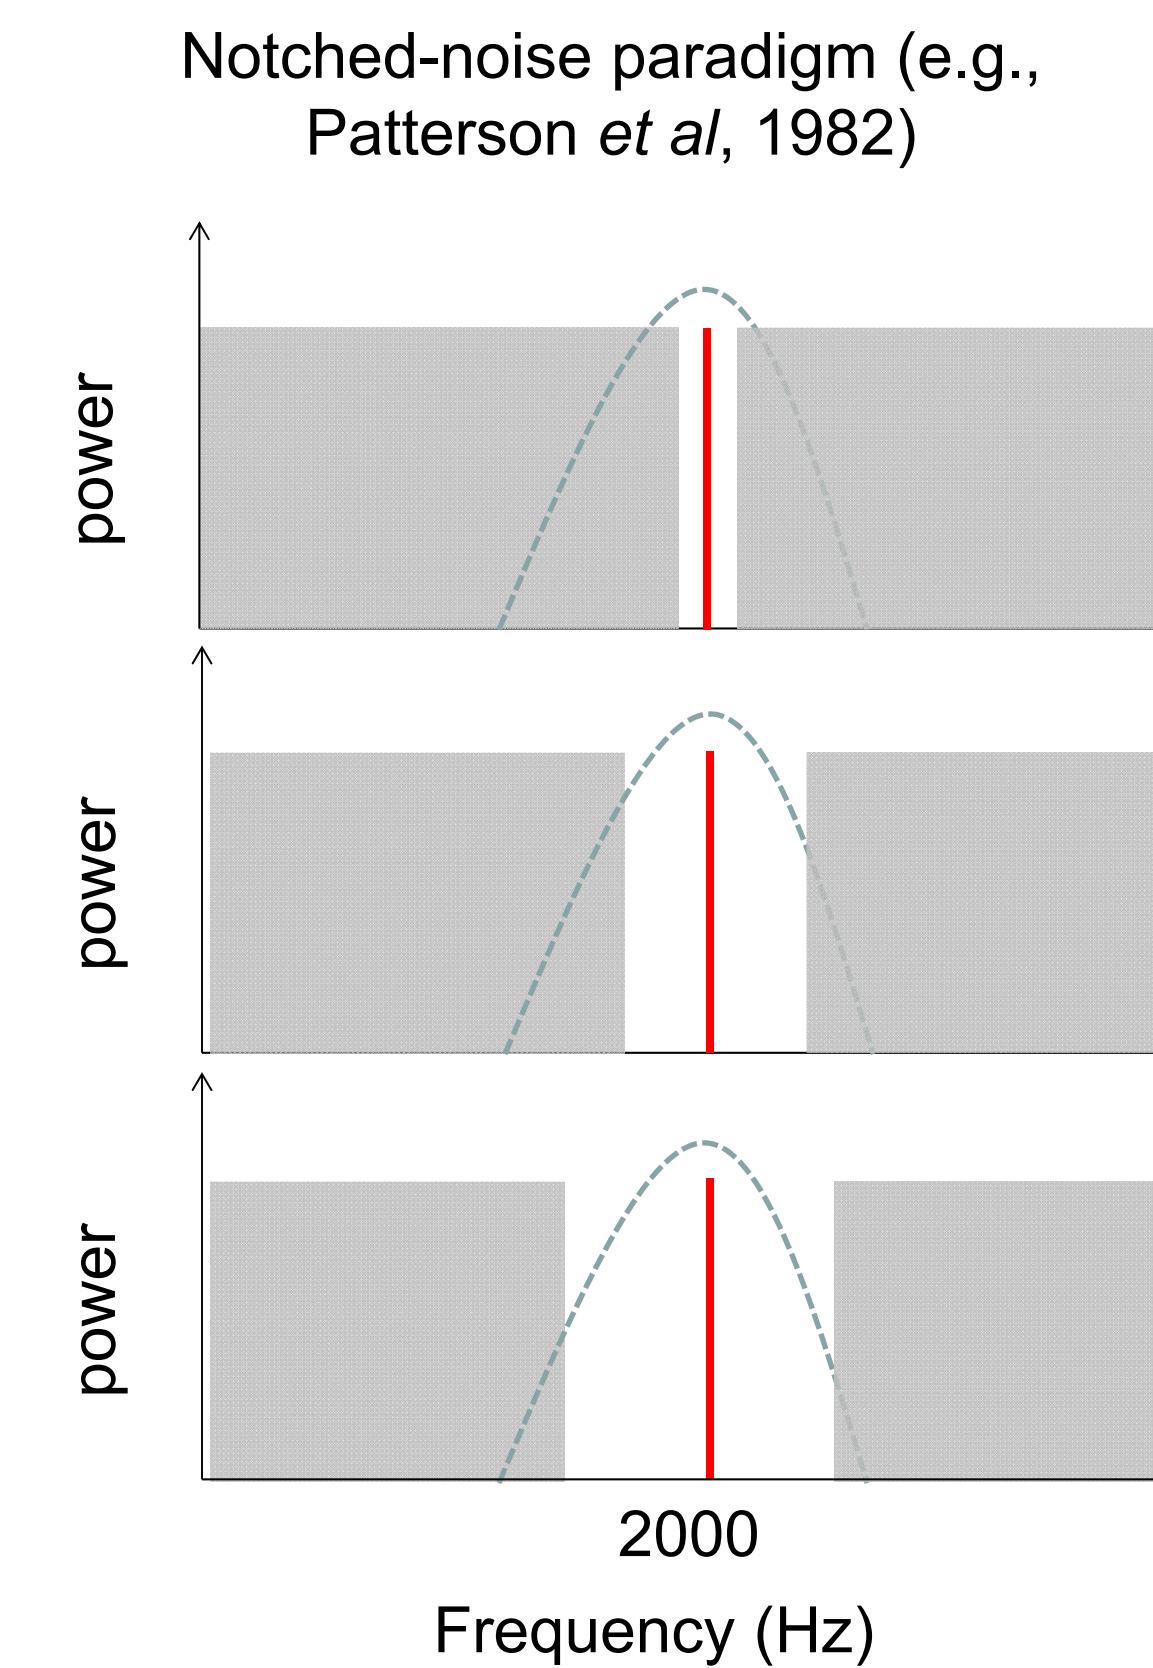 Notched-noise paradigm (e.g.,
Patterson et al, 1982)
power
power
power
2000
Frequency (Hz)